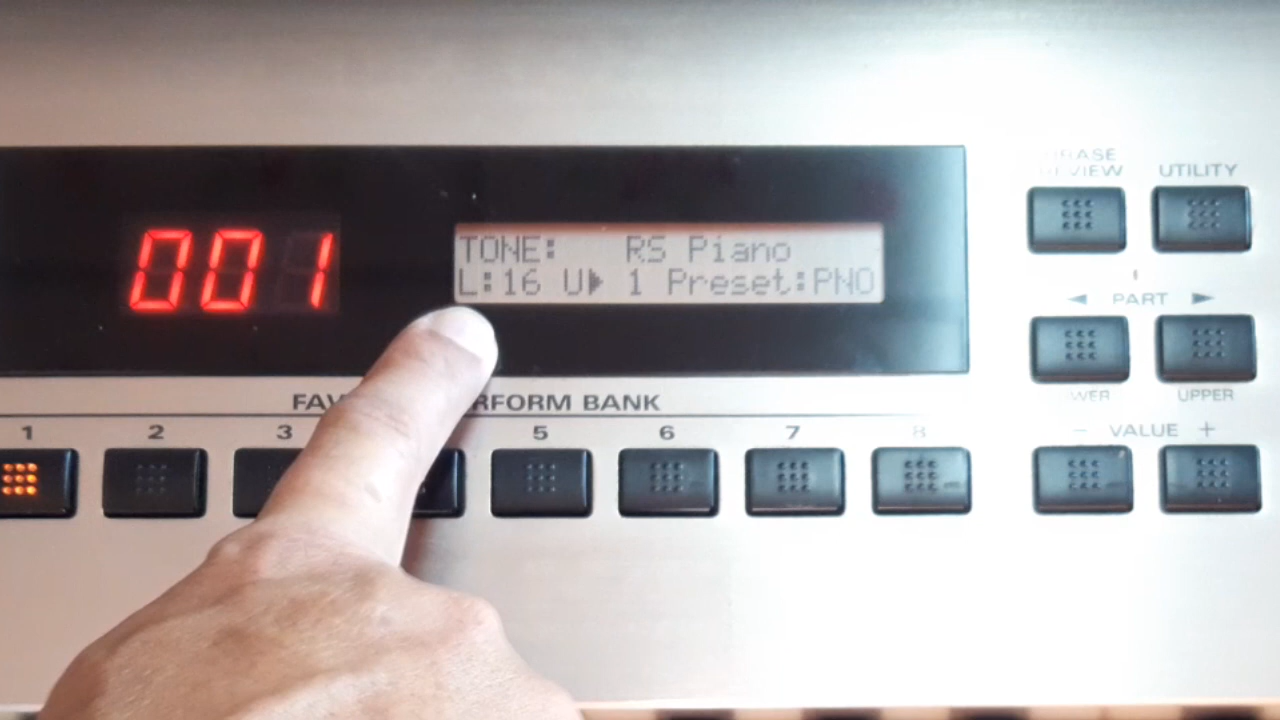 001
TONE: RS Piano
L:16 U▶ 1 Preset:PNO
REVIEW UTILITY
◀ PART ▶
UPPER
BANK
1 2 3 5 6 7 8
- VALUE +